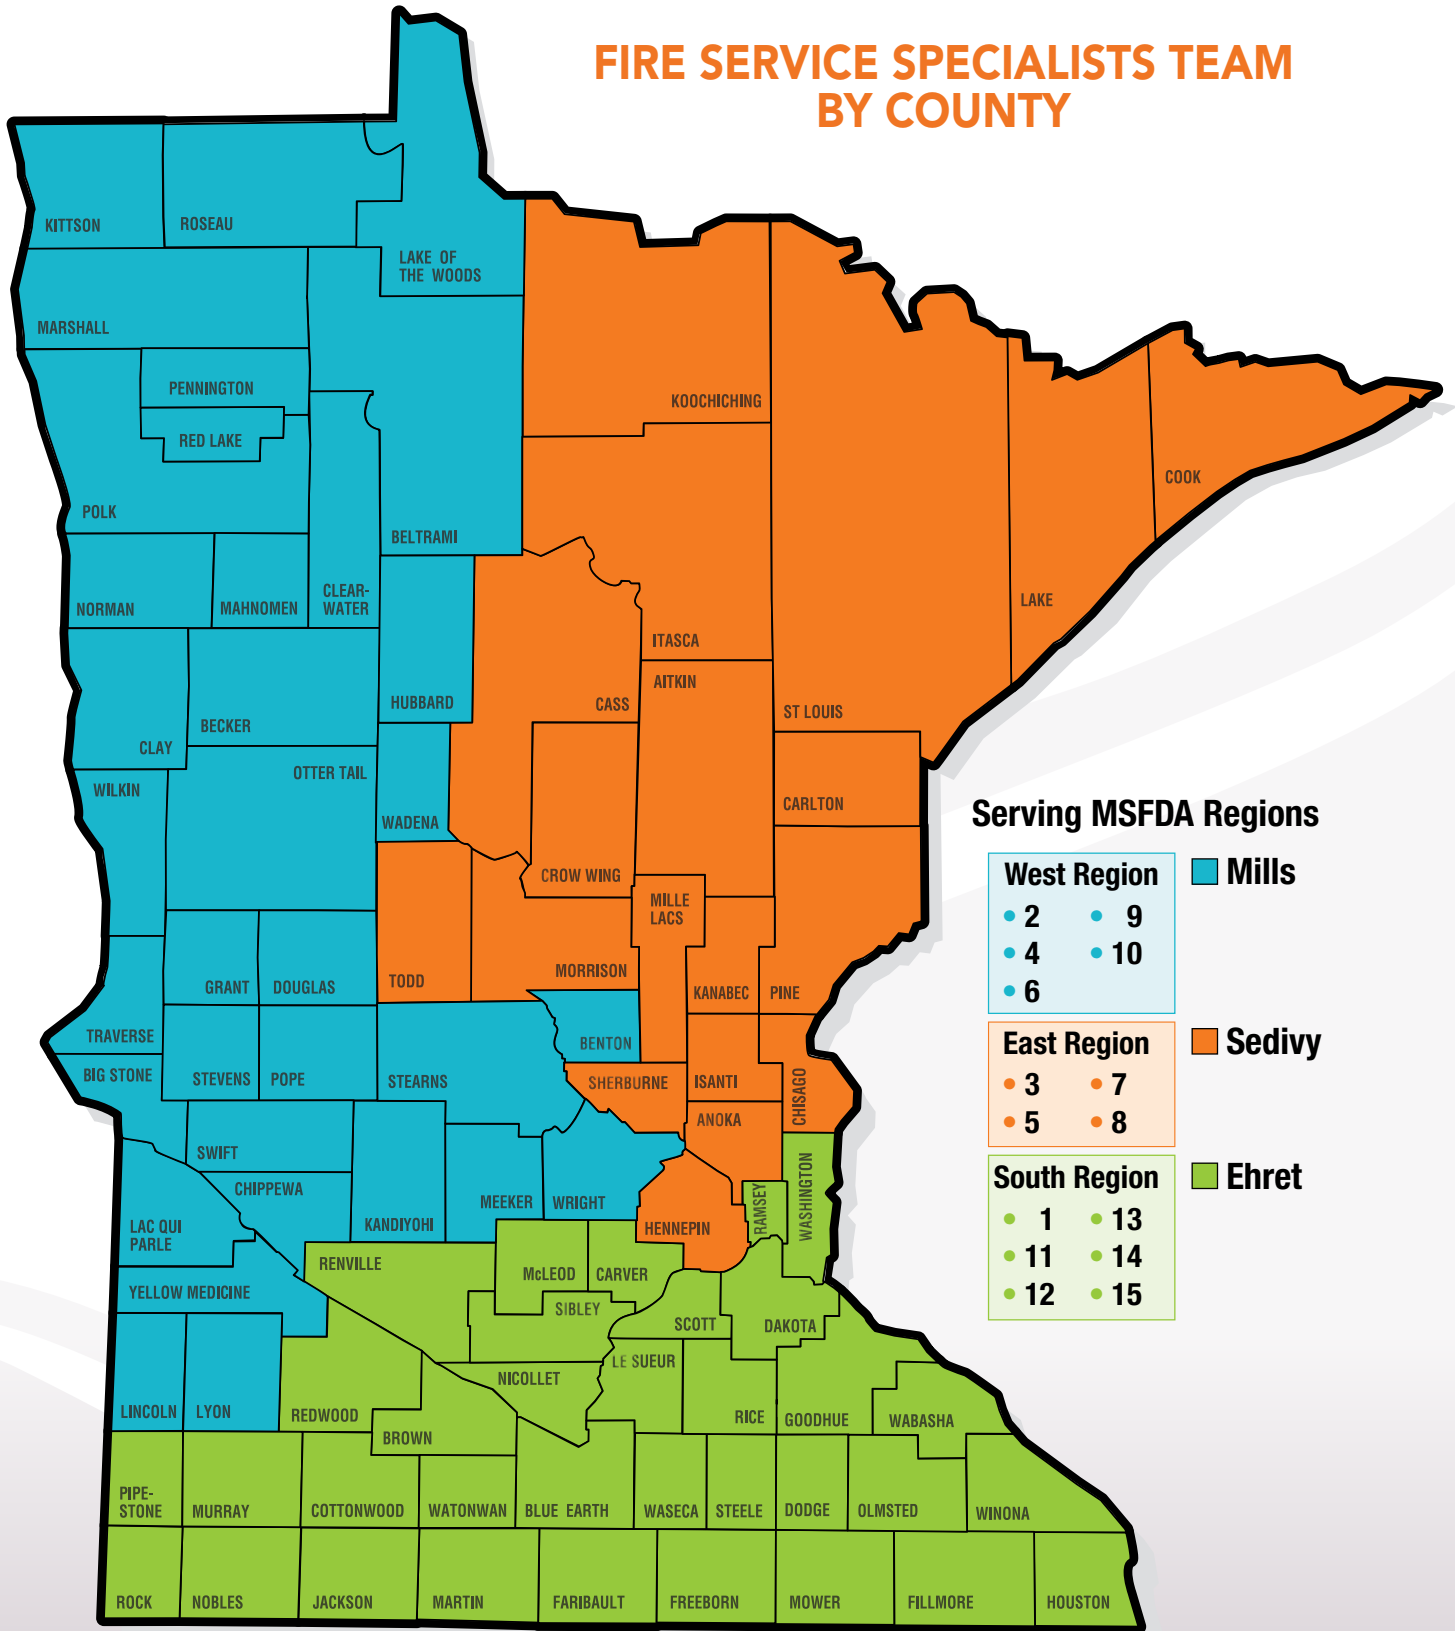 FIRE SERVICE SPECIALISTS TEAM
BY COUNTY
KITTSON
ROSEAU
LAKE OF
THE WOODS
MARSHALL
PENNINGTON
KOOCHICHING
RED LAKE
COOK
POLK
BELTRAMI
NORMAN
MAHNOMEN
CLEAR-
WATER
LAKE
ITASCA
AITKIN
HUBBARD
CASS
ST LOUIS
BECKER
CLAY
OTTER TAIL
WILKIN
WADENA
CARLTON
CROW WING
MILLE
LACS
MORRISON
TODD
GRANT
DOUGLAS
KANABEC
PINE
TRAVERSE
BENTON
BIG STONE
STEVENS
POPE
STEARNS
SHERBURNE
ISANTI
CHISAGO
ANOKA
SWIFT
CHIPPEWA
MEEKER
WRIGHT
RAMSEY
WASHINGTON
LAC QUI
PARLE
KANDIYOHI
HENNEPIN
RENVILLE
McLEOD
CARVER
YELLOW MEDICINE
SIBLEY
SCOTT
DAKOTA
LE SUEUR
NICOLLET
LINCOLN
LYON
REDWOOD
RICE
GOODHUE
WABASHA
BROWN
PIPE-
STONE
MURRAY
COTTONWOOD
WATONWAN
BLUE EARTH
WASECA
STEELE
DODGE
OLMSTED
WINONA
ROCK
NOBLES
JACKSON
MARTIN
FARIBAULT
FREEBORN
MOWER
FILLMORE
HOUSTON
Serving MSFDA Regions
West Region
Mills
• 2 • 9
• 4 • 10
• 6
East Region
Sedivy
• 3 • 7
• 5 • 8
South Region
Ehret
• 1 • 13
• 11 • 14
• 12 • 15